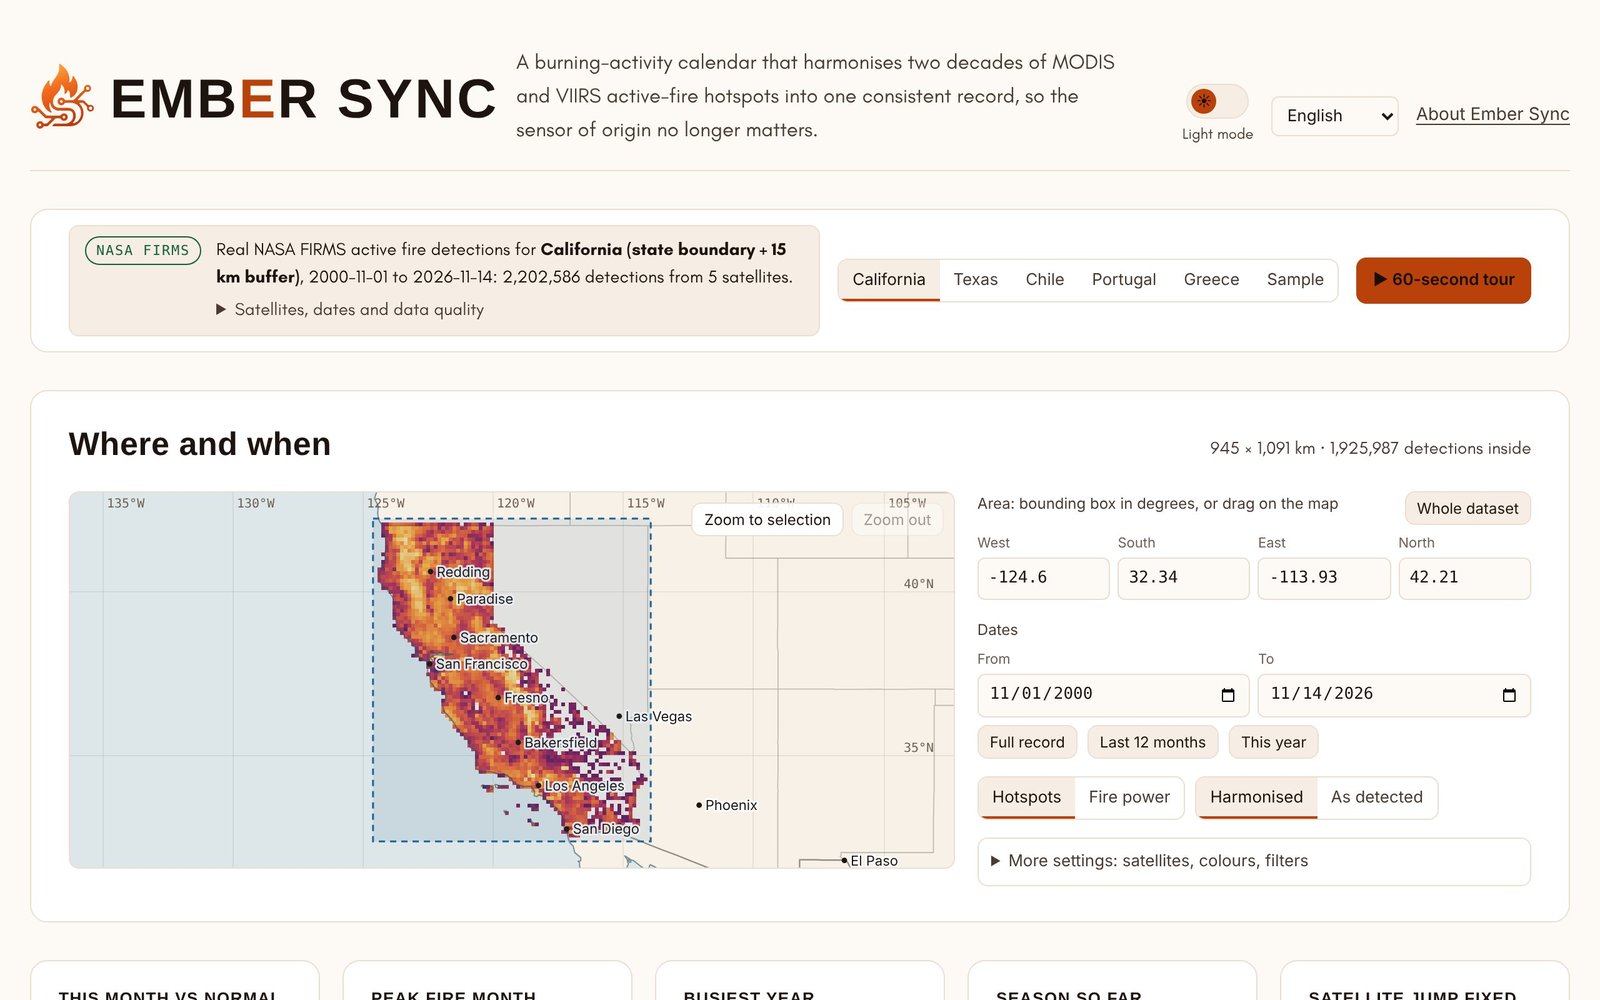 EMBER SYNC
A burning-activity calendar that harmonises two decades of MODIS
and VIIRS active-fire hotspots into one consistent record, so the
sensor of origin no longer matters.
Light mode
English
About Ember Sync
NASA FIRMS
Real NASA FIRMS active fire detections for California (state boundary + 15
km buffer), 2000-11-01 to 2026-11-14: 2,202,586 detections from 5 satellites.
▶ Satellites, dates and data quality
California Texas Chile Portugal Greece Sample
▶ 60-second tour
Where and when
945 × 1,091 km · 1,925,987 detections inside
135°W 130°W 125°W 120°W 115°W 110°W 105°W
Zoom to selection Zoom out
40°N
35°N
Redding
Paradise
Sacramento
San Francisco
Fresno
Las Vegas
Bakersfield
Los Angeles
Phoenix
San Diego
El Paso
Area: bounding box in degrees, or drag on the map
Whole dataset
West South East North
-124.6 32.34 -113.93 42.21
Dates
From To
11/01/2000 11/14/2026
Full record Last 12 months This year
Hotspots Fire power Harmonised As detected
▶ More settings: satellites, colours, filters
THIS MONTH VS NORMAL
PEAK FIRE MONTH
BUSIEST YEAR
SEASON SO FAR
SATELLITE JUMP FIXED